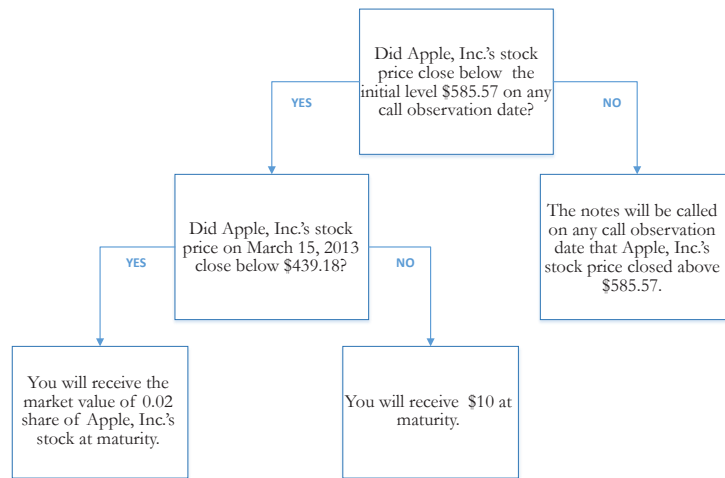 Did Apple, Inc.'s stock
price close below the
initial level $585.57 on any
call observation date?
YES
NO
Did Apple, Inc.'s stock
price on March 15, 2013
close below $439.18?
The notes will be called
on any call observation
date that Apple, Inc.'s
stock price closed above
$585.57.
YES
NO
You will receive the
market value of 0.02
share of Apple, Inc.'s
stock at maturity.
You will receive $10 at
maturity.